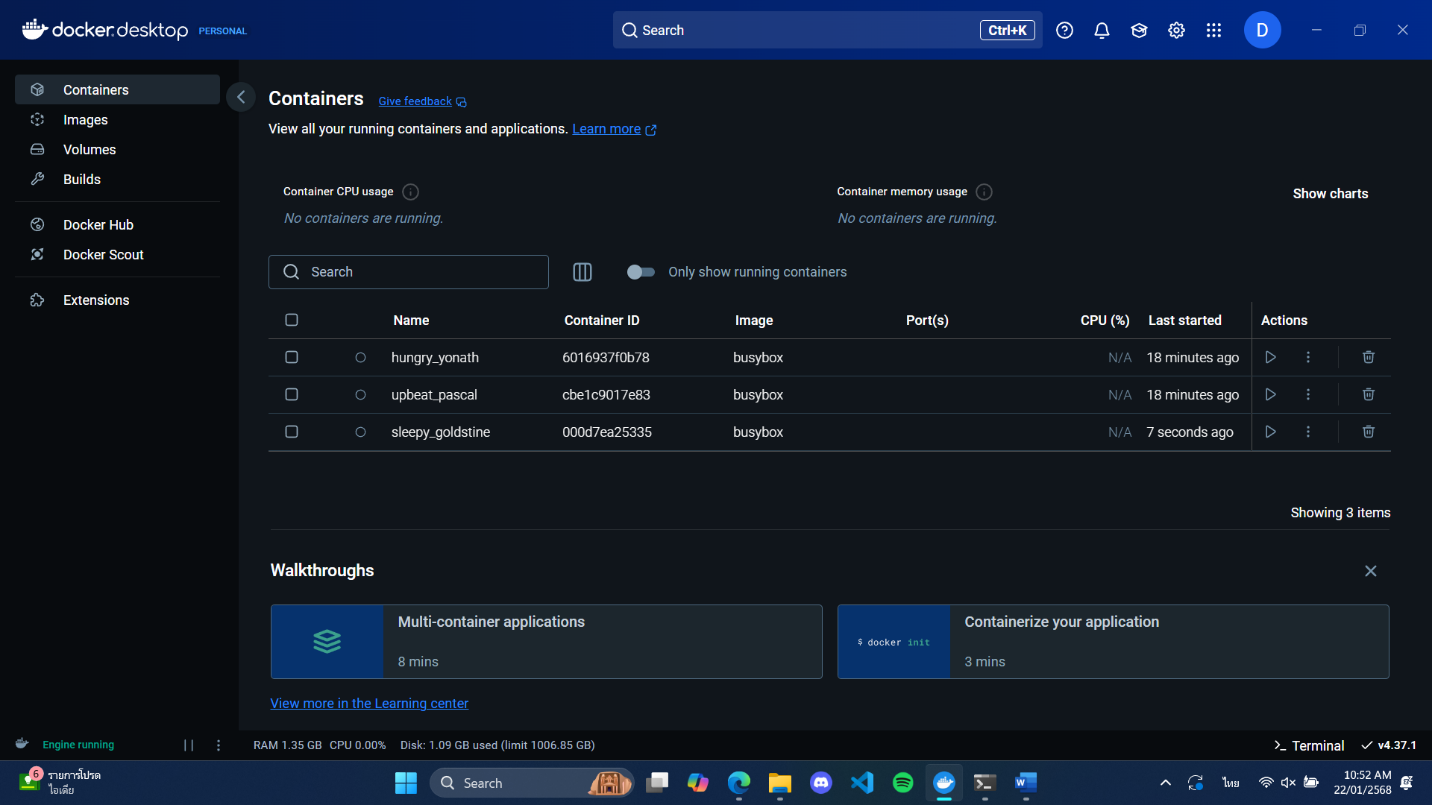 docker.desktop PERSONAL
Search Ctrl+K
D
Containers
Images
Volumes
Builds
Docker Hub
Docker Scout
Extensions
Containers Give feedback
View all your running containers and applications. Learn more
Container CPU usage
No containers are running.
Container memory usage
No containers are running.
Show charts
Search
Only show running containers
Name Container ID Image Port(s) CPU (%) Last started Actions
hungry_yonath 6016937f0b78 busybox N/A 18 minutes ago
upbeat_pascal cbe1c9017e83 busybox N/A 18 minutes ago
sleepy_goldstine 000d7ea25335 busybox N/A 7 seconds ago
Showing 3 items
Walkthroughs
Multi-container applications
8 mins
$ docker init
Containerize your application
3 mins
View more in the Learning center
Engine running
RAM 1.35 GB CPU 0.00% Disk: 1.09 GB used (limit 1006.85 GB)
Terminal
v4.37.1
6
รายการโปรด
ไอเดีย
Search
ไทย
10:52 AM
22/01/2568